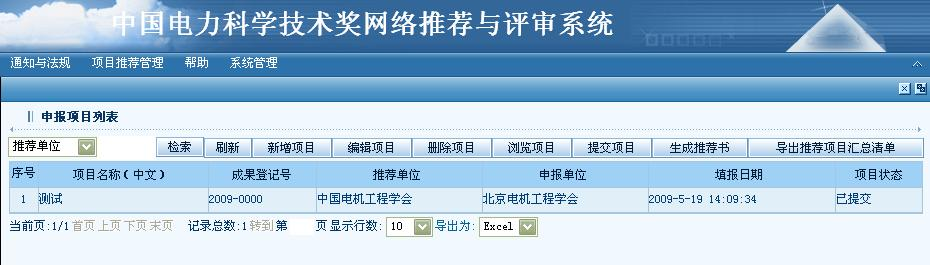 中国电力科学技术奖网络推荐与评审系统
通知与法规 项目推荐管理 帮助 系统管理
申报项目列表
推荐单位 检索 刷新 新增项目 编辑项目 删除项目 浏览项目 提交项目 生成推荐书 导出推荐项目汇总清单
序号 项目名称(中文) 成果登记号 推荐单位 申报单位 填报日期 项目状态
1 测试 2009-0000 中国电机工程学会 北京电机工程学会 2009-5-19 14:09:34 已提交
当前页:1/1 首页 上页 下页 末页 记录总数:1 转到 第 页 显示行数: 10 导出为: Excel